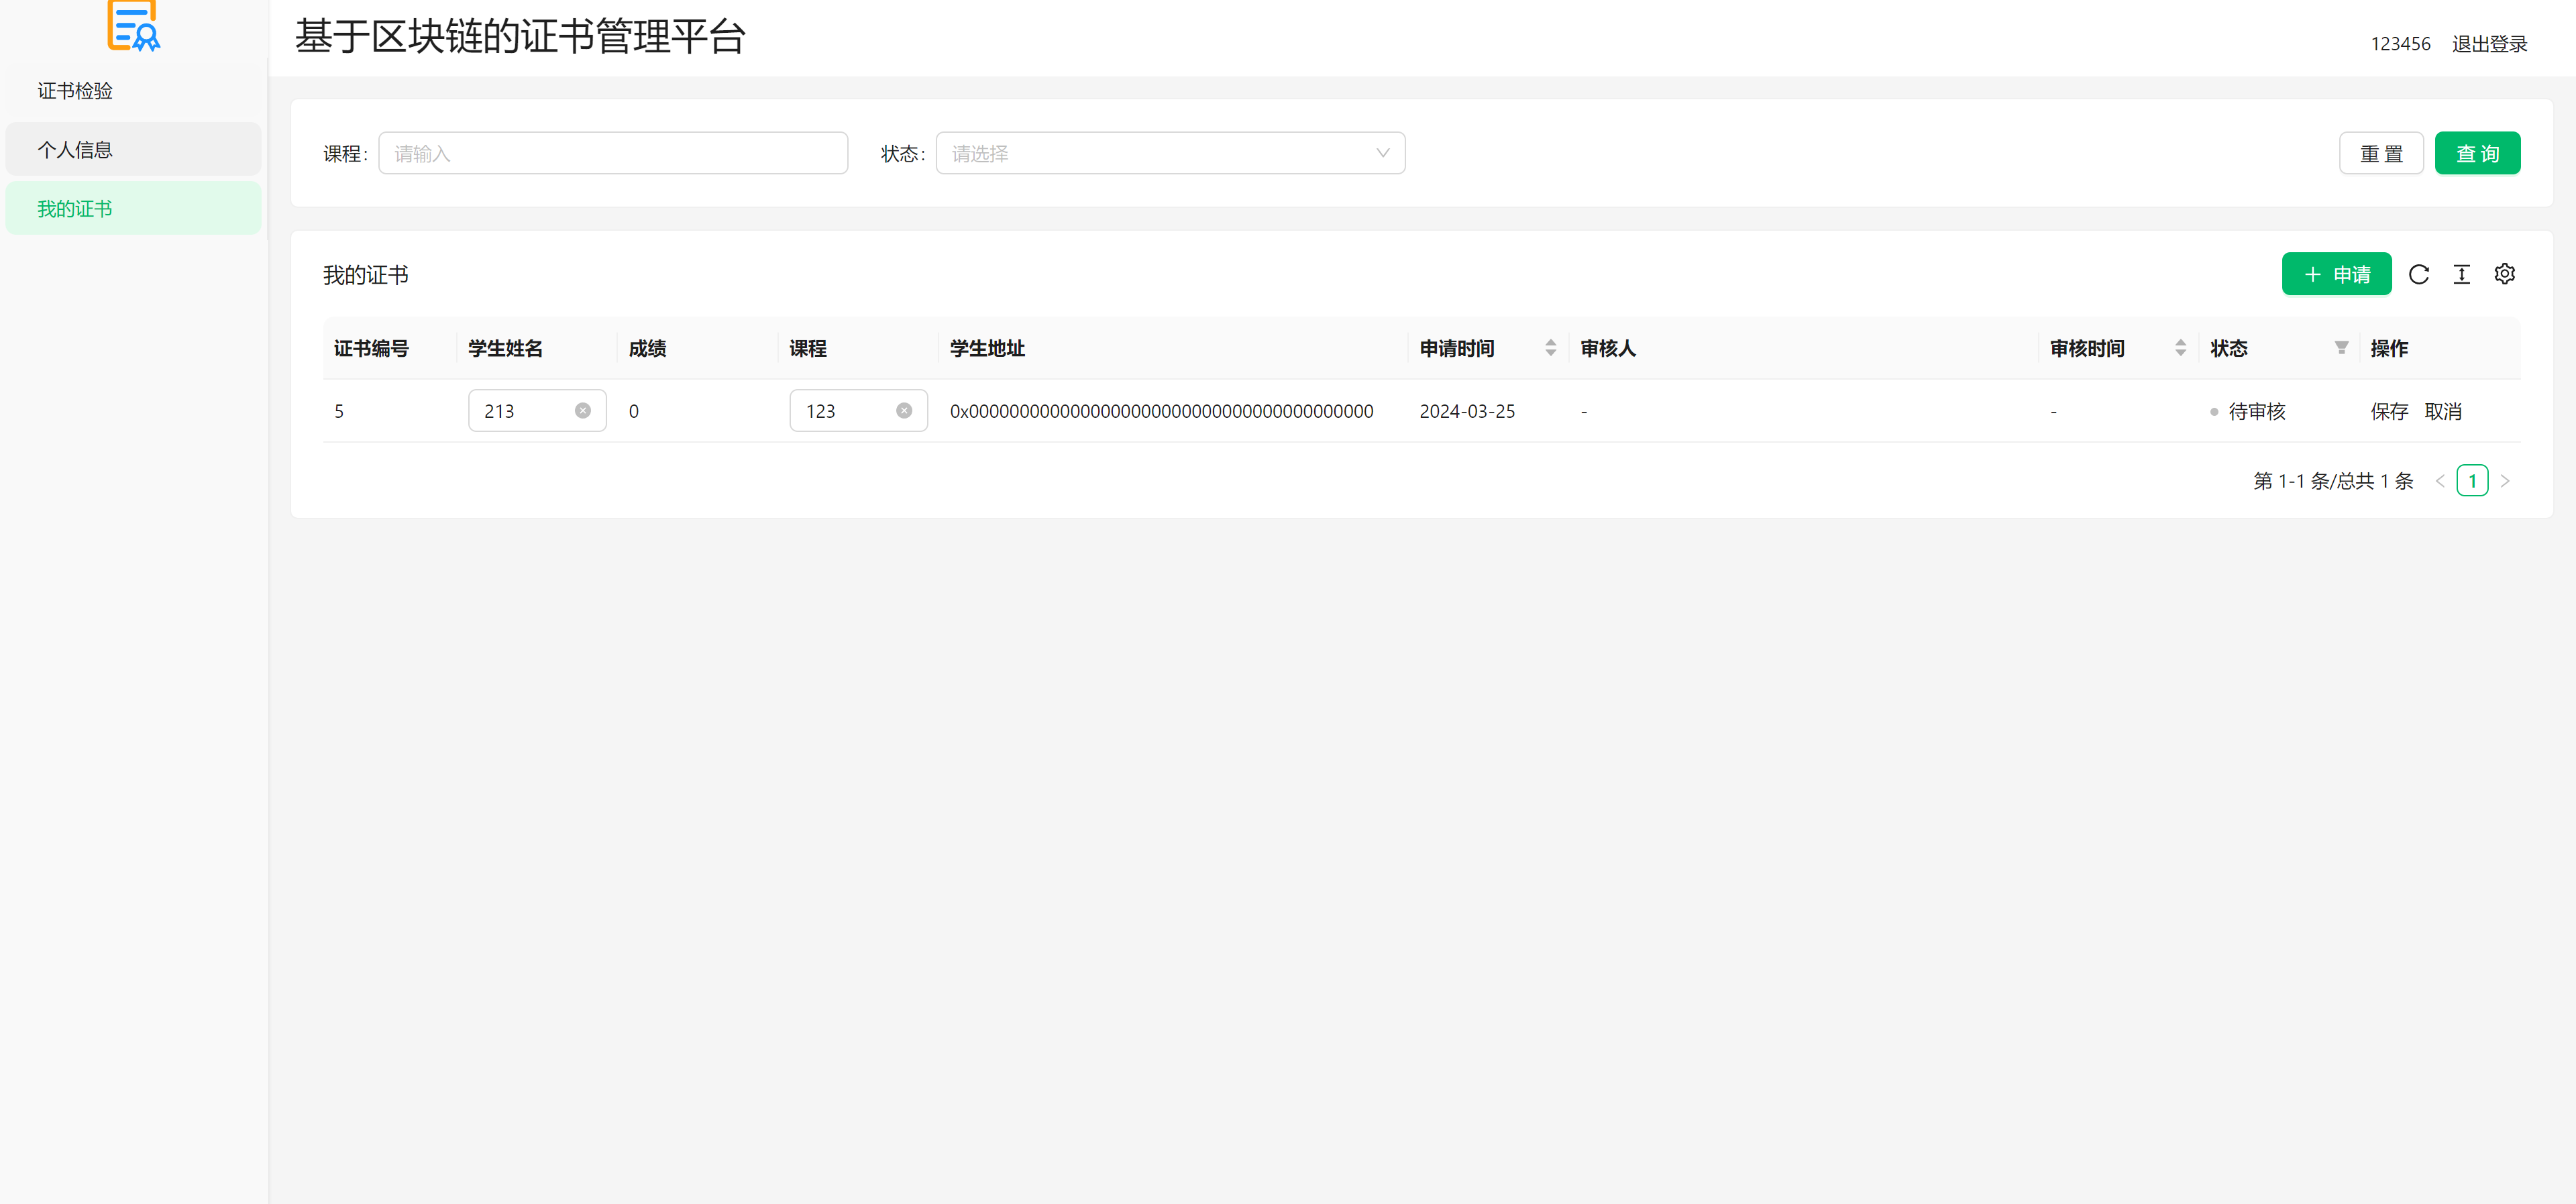 基于区块链的证书管理平台
123456 退出登录
证书检验
个人信息
我的证书
课程: 请输入 状态: 请选择 重 置 查 询
我的证书 申请
证书编号 学生姓名 成绩 课程 学生地址 申请时间 审核人 审核时间 状态 操作
5 213 0 123 0x0000000000000000000000000000000000000000 2024-03-25 - - 待审核 保存 取消
第 1-1 条/总共 1 条 1